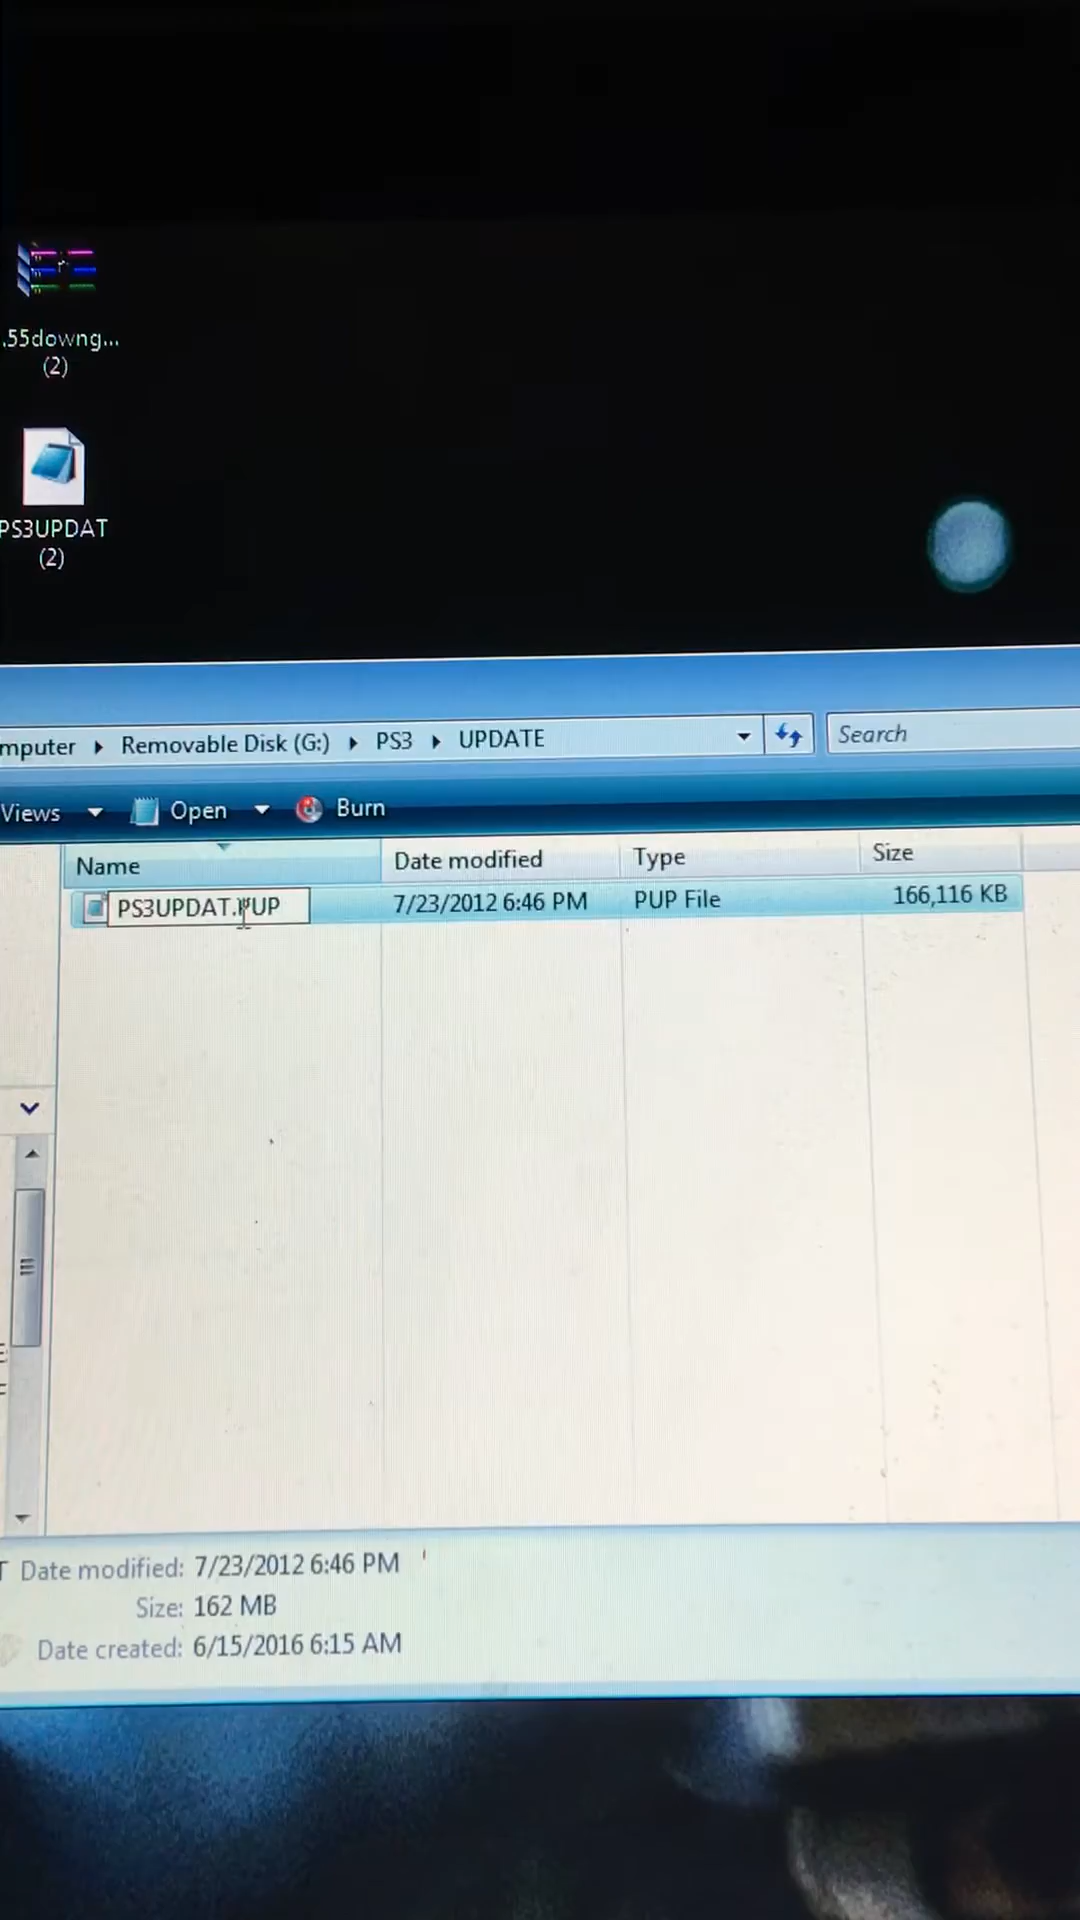 .55downg...
(2)
PS3UPDAT
(2)
mputer ▸ Removable Disk (G:) ▸ PS3 ▸ UPDATE
Search
Views Open Burn
Name Date modified Type Size
PS3UPDAT.PUP 7/23/2012 6:46 PM PUP File 166,116 KB
Date modified: 7/23/2012 6:46 PM
Size: 162 MB
Date created: 6/15/2016 6:15 AM